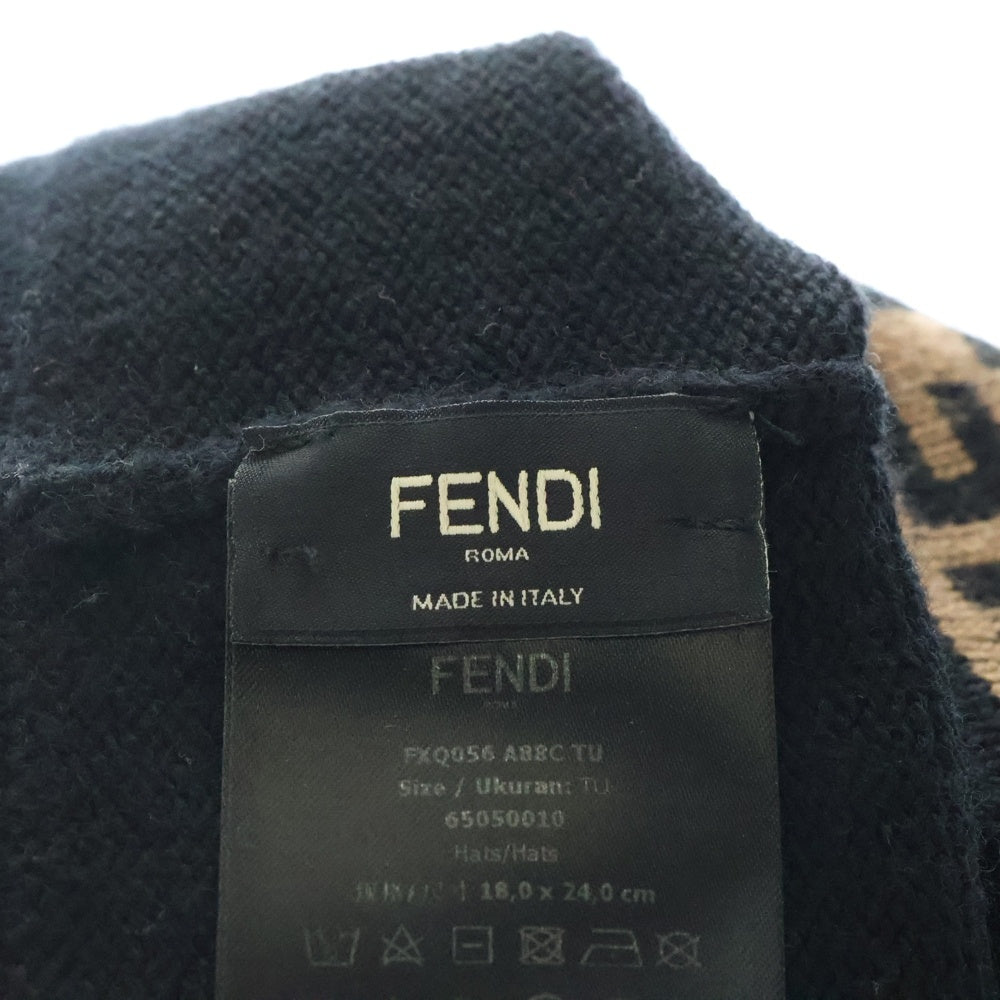 FENDI
ROMA
MADE IN ITALY
FENDI
ROMA
FXQ056 A88C TU
Size / Ukuran: TU
65050010
Hats/Hats
18,0 x 24,0 cm